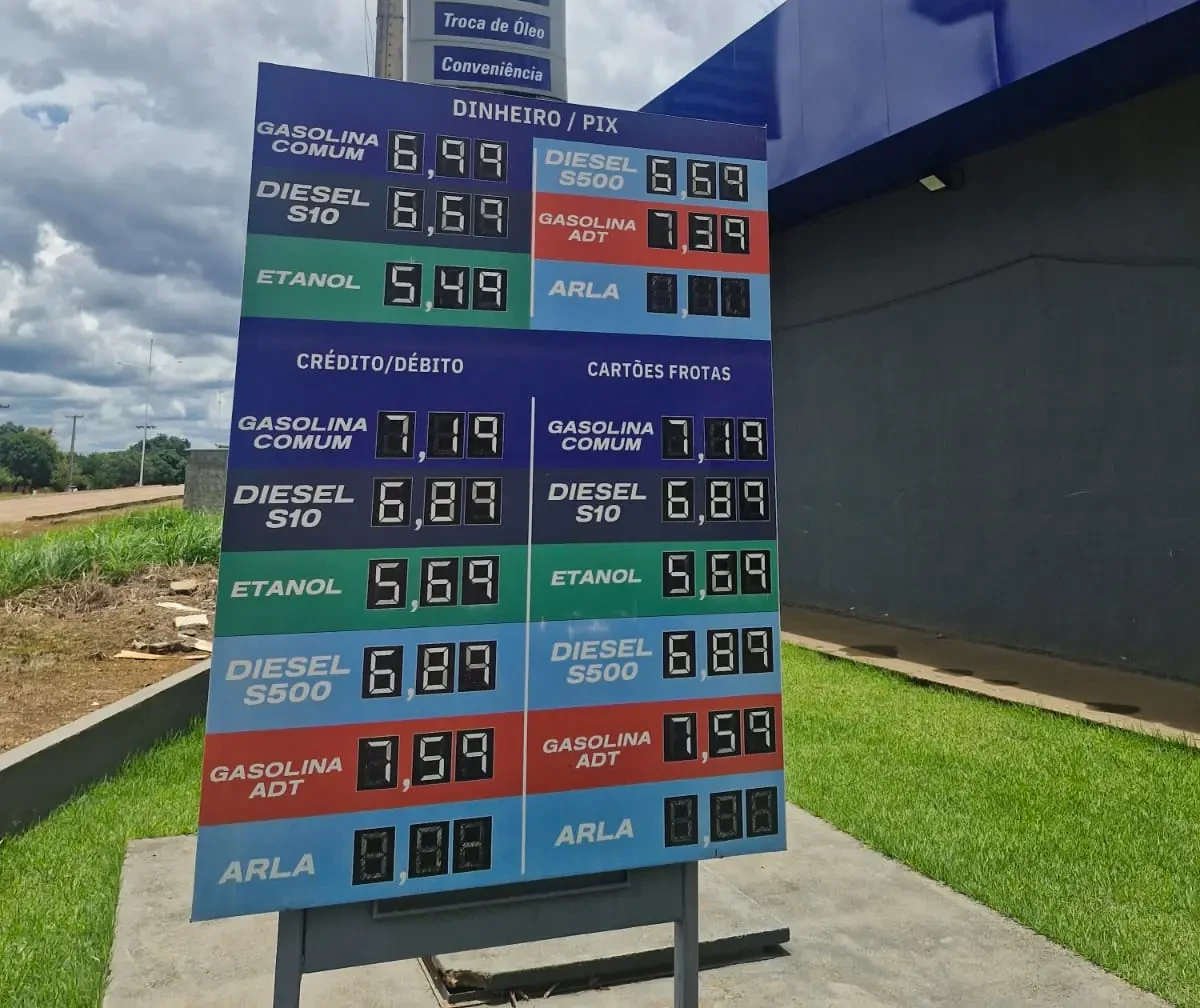 Troca de Óleo
Conveniência
DINHEIRO / PIX
GASOLINA
COMUM
6,99
DIESEL
S10
6,69
ETANOL
5,49
DIESEL
S500
6,69
GASOLINA
ADT
7,39
ARLA
CRÉDITO/DÉBITO
GASOLINA
COMUM
7,19
DIESEL
S10
6,89
ETANOL
5,69
DIESEL
S500
6,89
GASOLINA
ADT
7,59
ARLA
CARTÕES FROTAS
GASOLINA
COMUM
7,19
DIESEL
S10
6,89
ETANOL
5,69
DIESEL
S500
6,89
GASOLINA
ADT
7,59
ARLA